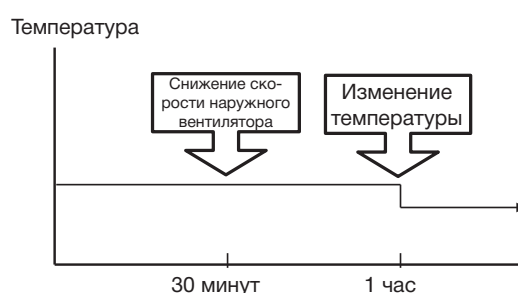 Температура
Снижение ско-
рости наружного
вентилятора
Изменение
температуры
30 минут
1 час